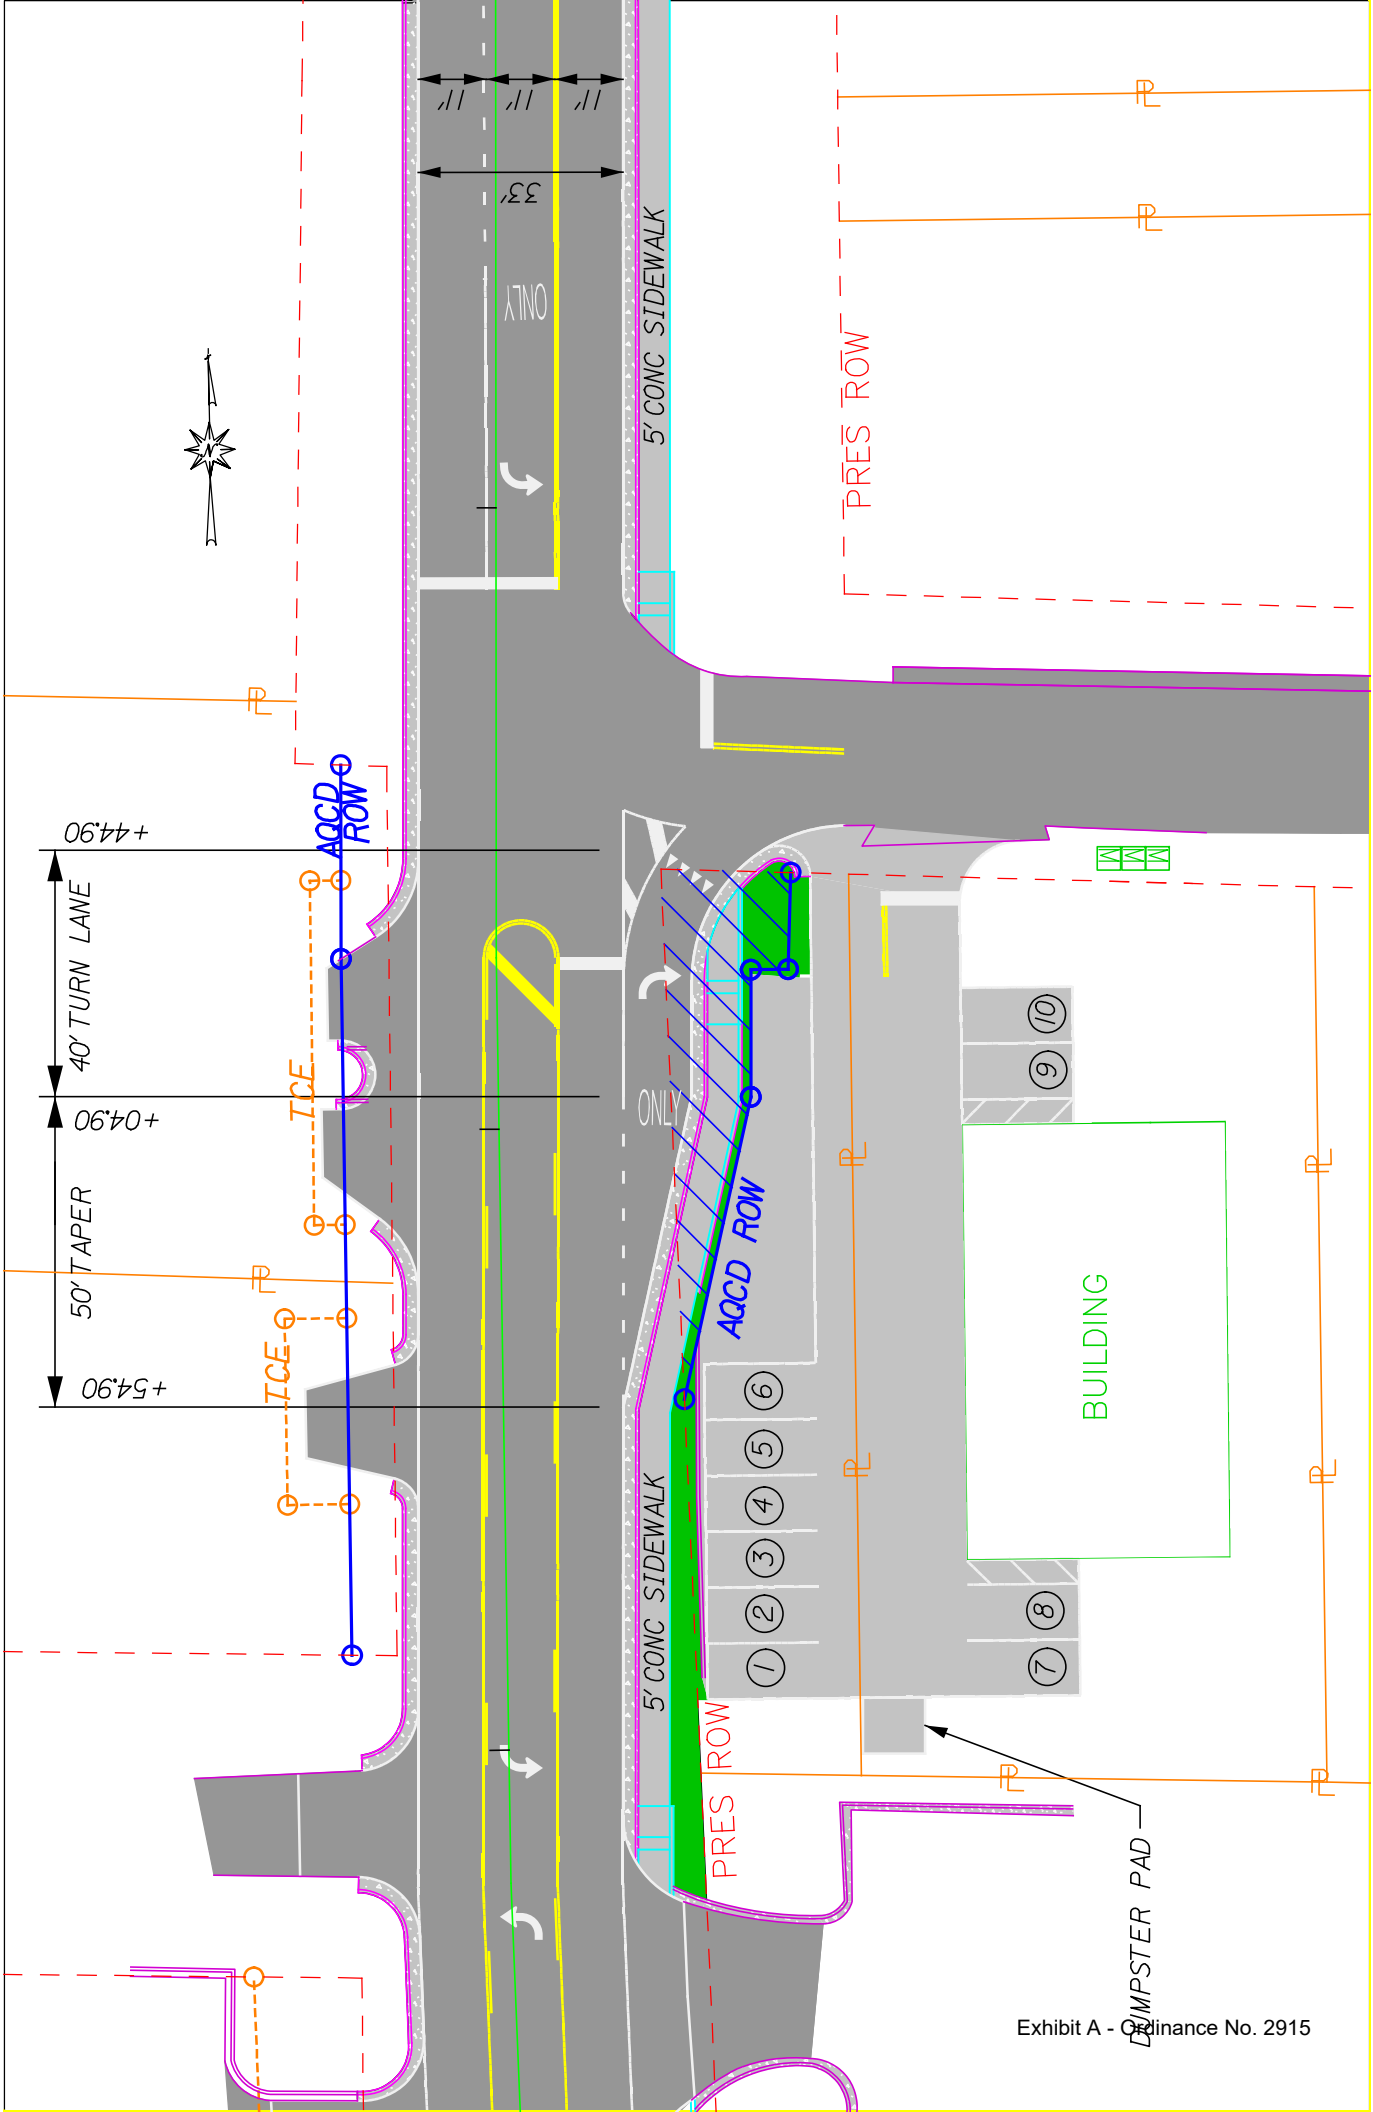 11'
11'
11'
33'
ONLY
5' CONC SIDEWALK
PRES ROW
PL
PL
PL
N
AQCD
ROW
+44.90
40' TURN LANE
+04.90
TCE
50' TAPER
PL
TCE
+54.90
ONLY
AQCD ROW
M
M
M
10
9
PL
PL
BUILDING
PL
PL
6
5
4
3
2
1
8
7
5' CONC SIDEWALK
PRES ROW
PL
PL
DUMPSTER PAD
Exhibit A - Ordinance No. 2915